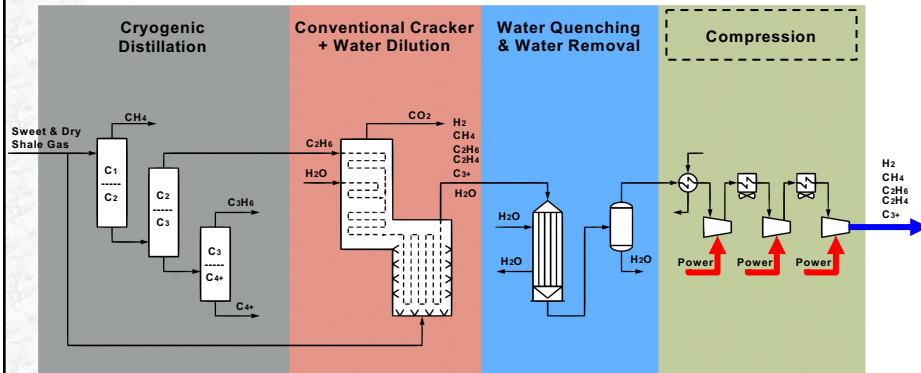 Cryogenic
Distillation
Conventional Cracker
+ Water Dilution
Water Quenching
& Water Removal
Compression
Sweet & Dry
Shale Gas
CH4
C1
-----
C2
C2
-----
C3
C3H6
C3
-----
C4+
C4+
C2H6
H2O
CO2
H2
CH4
C2H6
C2H4
C3+
H2O
H2O
H2O
H2O
Power
Power
Power
H2
CH4
C2H6
C2H4
C3+